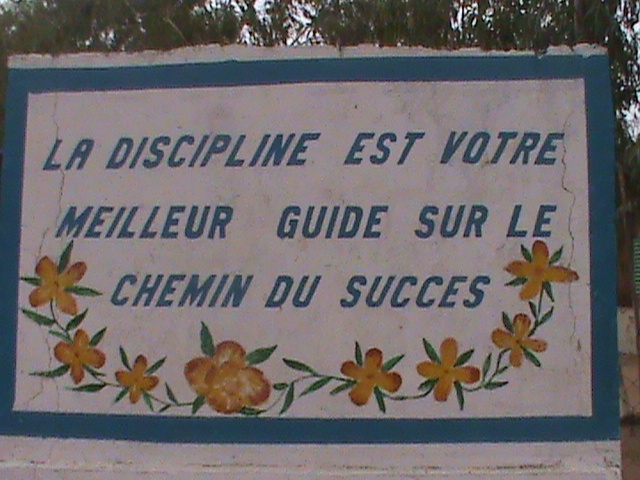 LA DISCIPLINE EST VOTRE
MEILLEUR GUIDE SUR LE
CHEMIN DU SUCCES